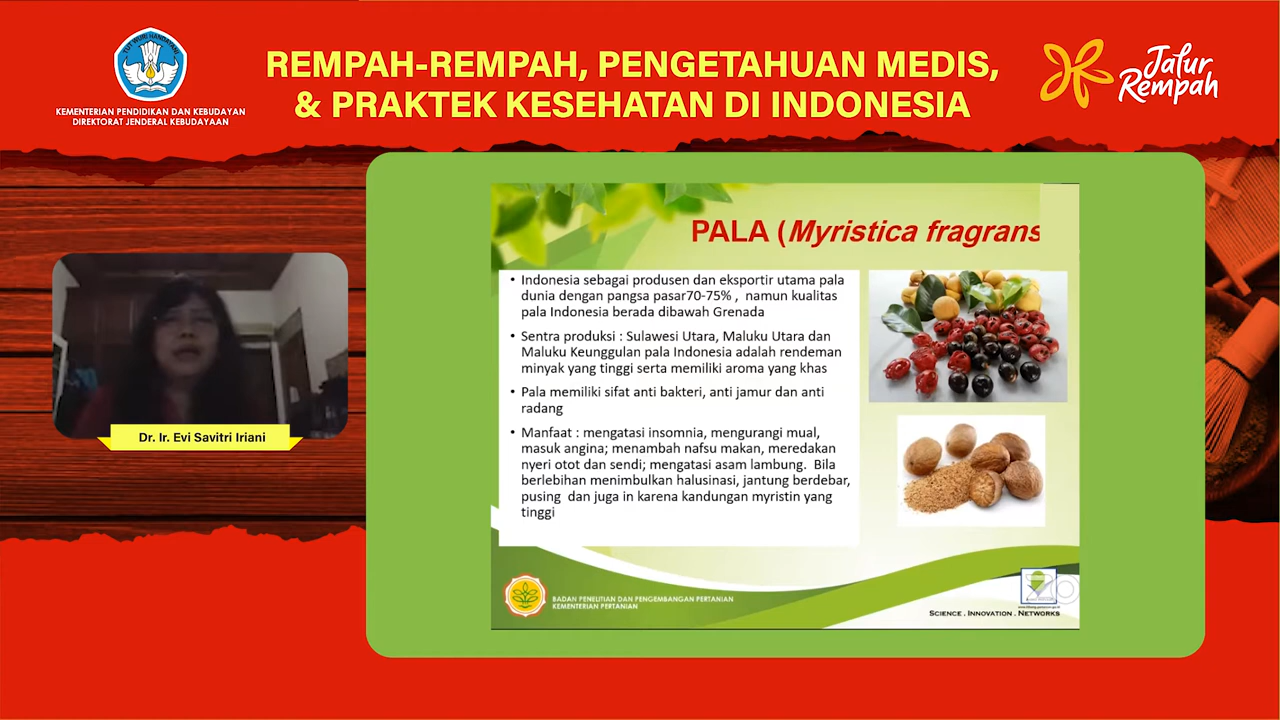 TUT WURI HANDAYANI
KEMENTERIAN PENDIDIKAN DAN KEBUDAYAN
DIREKTORAT JENDERAL KEBUDAYAAN
REMPAH-REMPAH, PENGETAHUAN MEDIS,
& PRAKTEK KESEHATAN DI INDONESIA
Jalur
Rempah
Dr. Ir. Evi Savitri Iriani
PALA (Myristica fragrans
• Indonesia sebagai produsen dan eksportir utama pala
dunia dengan pangsa pasar70-75% , namun kualitas
pala Indonesia berada dibawah Grenada
• Sentra produksi : Sulawesi Utara, Maluku Utara dan
Maluku Keunggulan pala Indonesia adalah rendeman
minyak yang tinggi serta memiliki aroma yang khas
• Pala memiliki sifat anti bakteri, anti jamur dan anti
radang
• Manfaat : mengatasi insomnia, mengurangi mual,
masuk angina; menambah nafsu makan, meredakan
nyeri otot dan sendi; mengatasi asam lambung. Bila
berlebihan menimbulkan halusinasi, jantung berdebar,
pusing dan juga in karena kandungan myristin yang
tinggi
BADAN PENELITIAN DAN PENGEMBANGAN PERTANIAN
KEMENTERIAN PERTANIAN
SCIENCE . INNOVATION . NETWORKS